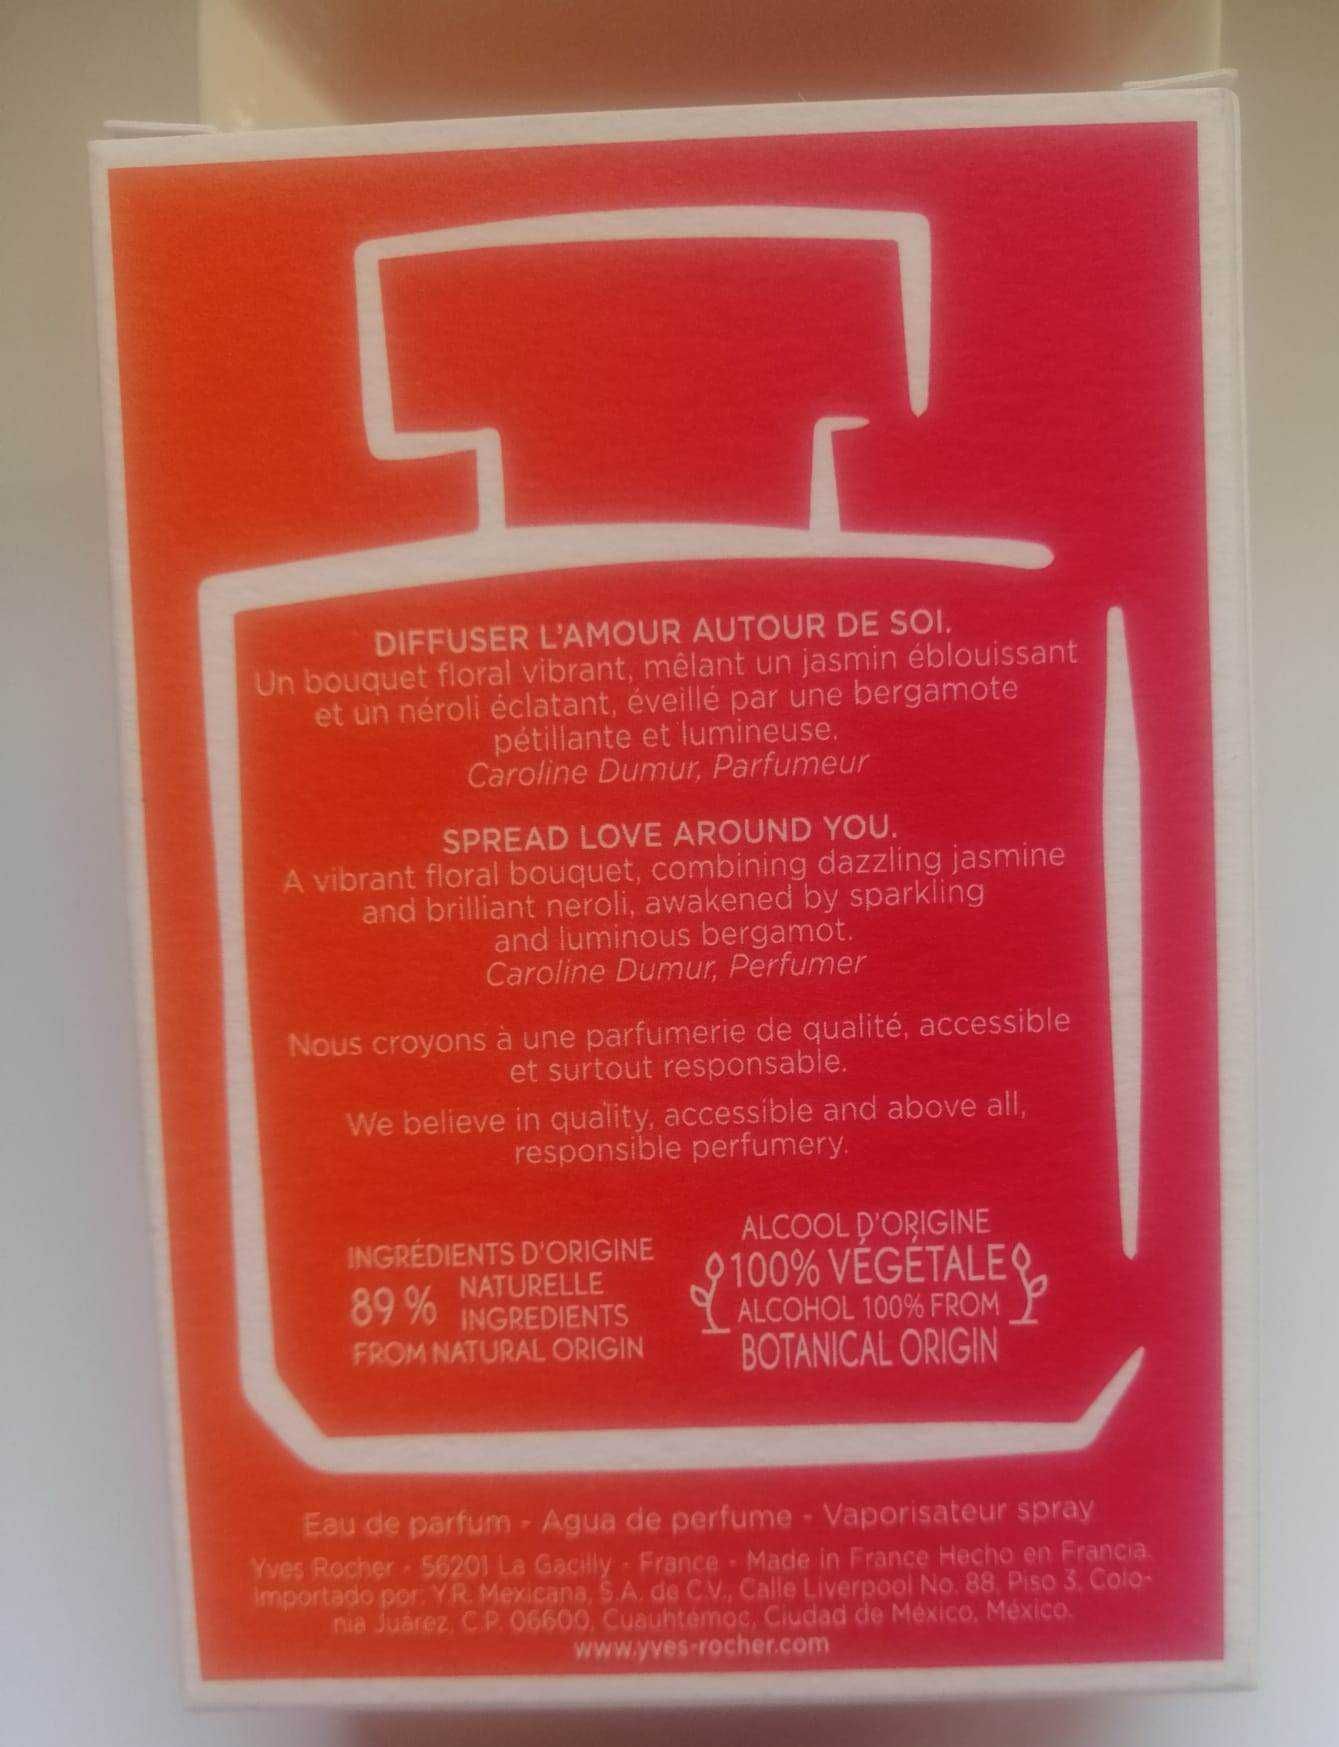 DIFFUSER L'AMOUR AUTOUR DE SOI.
Un bouquet floral vibrant, mêlant un jasmin éblouissant
et un néroli éclatant, éveillé par une bergamote
pétillante et lumineuse.
Caroline Dumur, Parfumeur
SPREAD LOVE AROUND YOU.
A vibrant floral bouquet, combining dazzling jasmine
and brilliant neroli, awakened by sparkling
and luminous bergamot.
Caroline Dumur, Perfumer
Nous croyons à une parfumerie de qualité, accessible
et surtout responsable.
We believe in quality, accessible and above all,
responsible perfumery.
INGRÉDIENTS D'ORIGINE
89 % NATURELLE
INGREDIENTS
FROM NATURAL ORIGIN
ALCOOL D'ORIGINE
100% VÉGÉTALE
ALCOHOL 100% FROM
BOTANICAL ORIGIN
Eau de parfum - Agua de perfume - Vaporisateur spray
Yves Rocher - 56201 La Gacilly - France - Made in France Hecho en Francia.
Importado por: Y.R. Mexicana, S.A. de C.V., Calle Liverpool No. 88, Piso 3, Colo-
nia Juárez, C.P. 06600, Cuauhtémoc, Ciudad de México, México.
www.yves-rocher.com